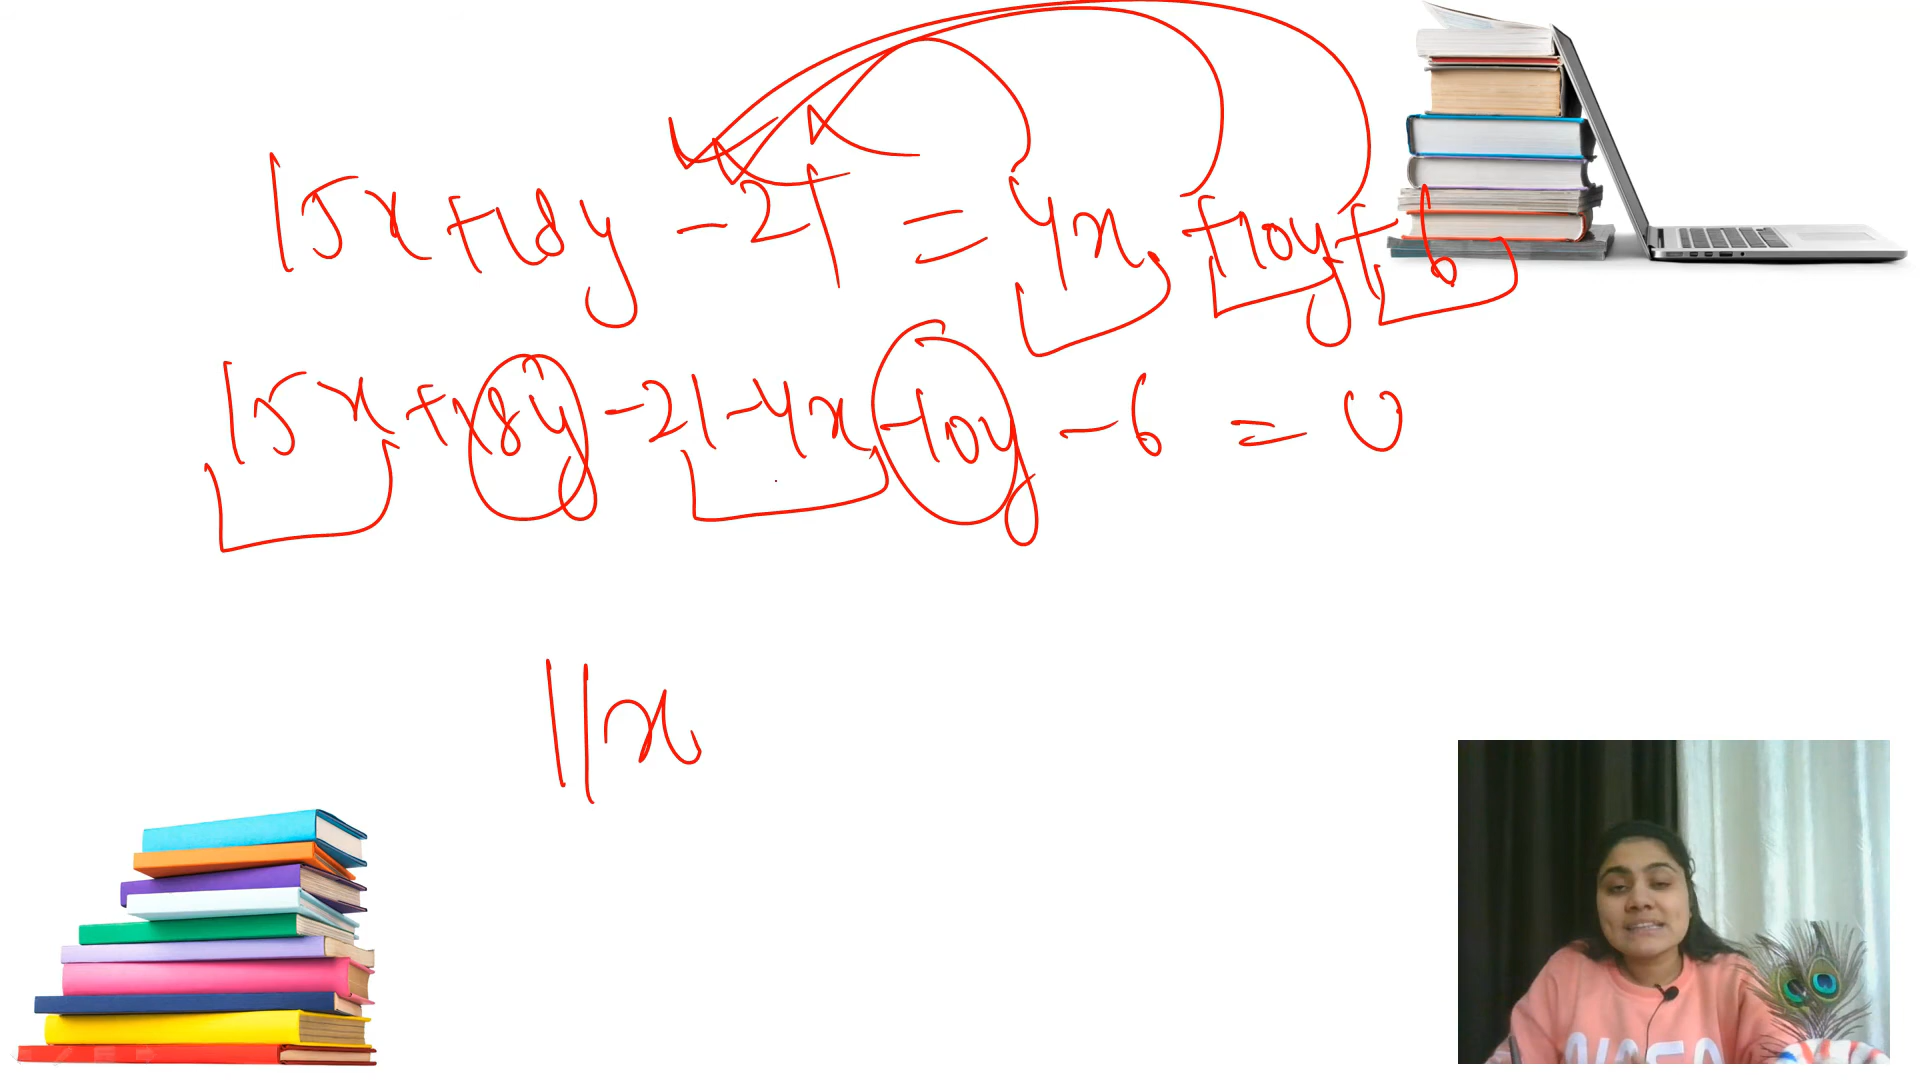 15x + 18y - 21 = 4x + 10y + 6
15x + 18y - 21 - 4x - 10y - 6 = 0
11x